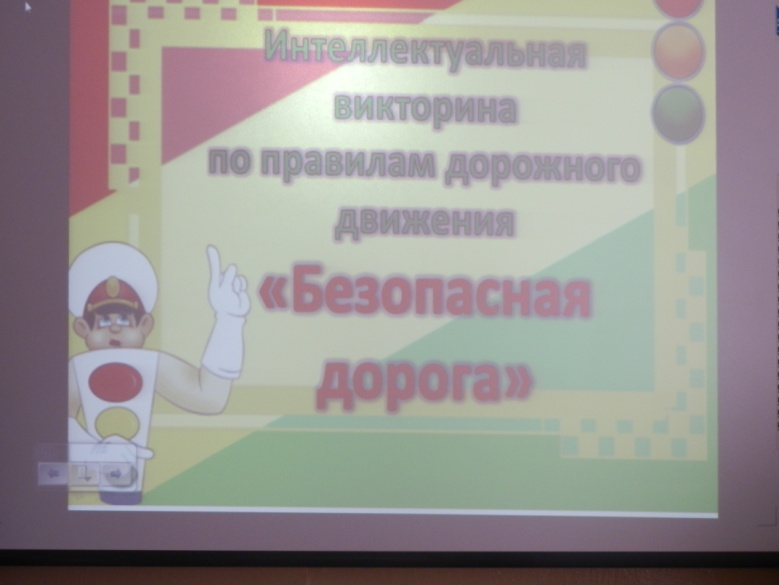 Интеллектуальная
викторина
по правилам дорожного
движения
«Безопасная
дорога»